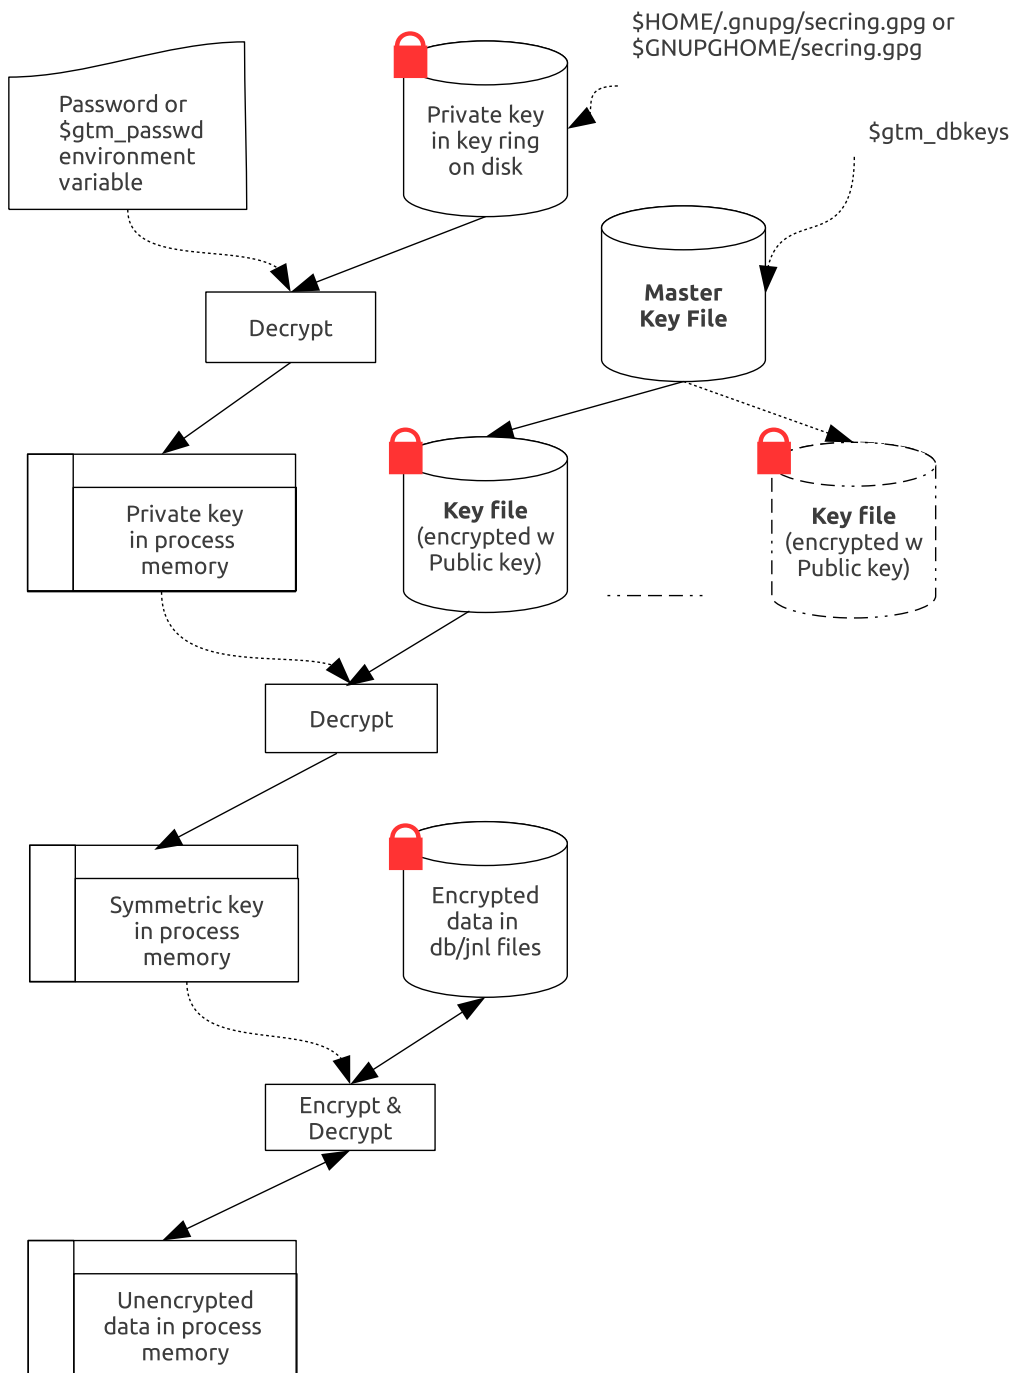 $HOME/.gnupg/secring.gpg or
$GNUPGHOME/secring.gpg
Password or
$gtm_passwd
environment
variable
Private key
in key ring
on disk
$gtm_dbkeys
Decrypt
Master
Key File
Private key
in process
memory
Key file
(encrypted w
Public key)
Key file
(encrypted w
Public key)
Decrypt
Symmetric key
in process
memory
Encrypted
data in
db/jnl files
Encrypt &
Decrypt
Unencrypted
data in process
memory